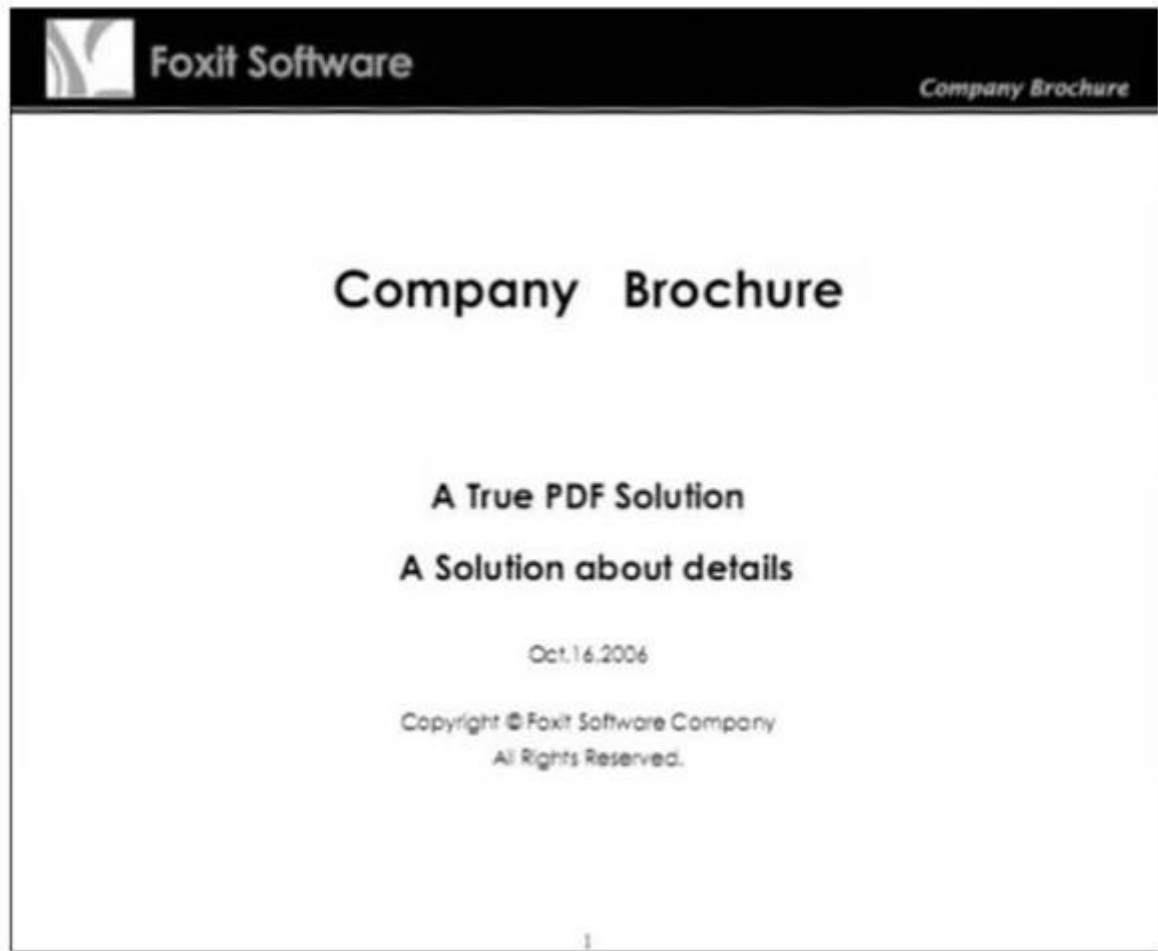 Foxit Software
Company Brochure
Company Brochure
A True PDF Solution
A Solution about details
Oct.16.2006
Copyright © Foxit Software Company
All Rights Reserved.
1